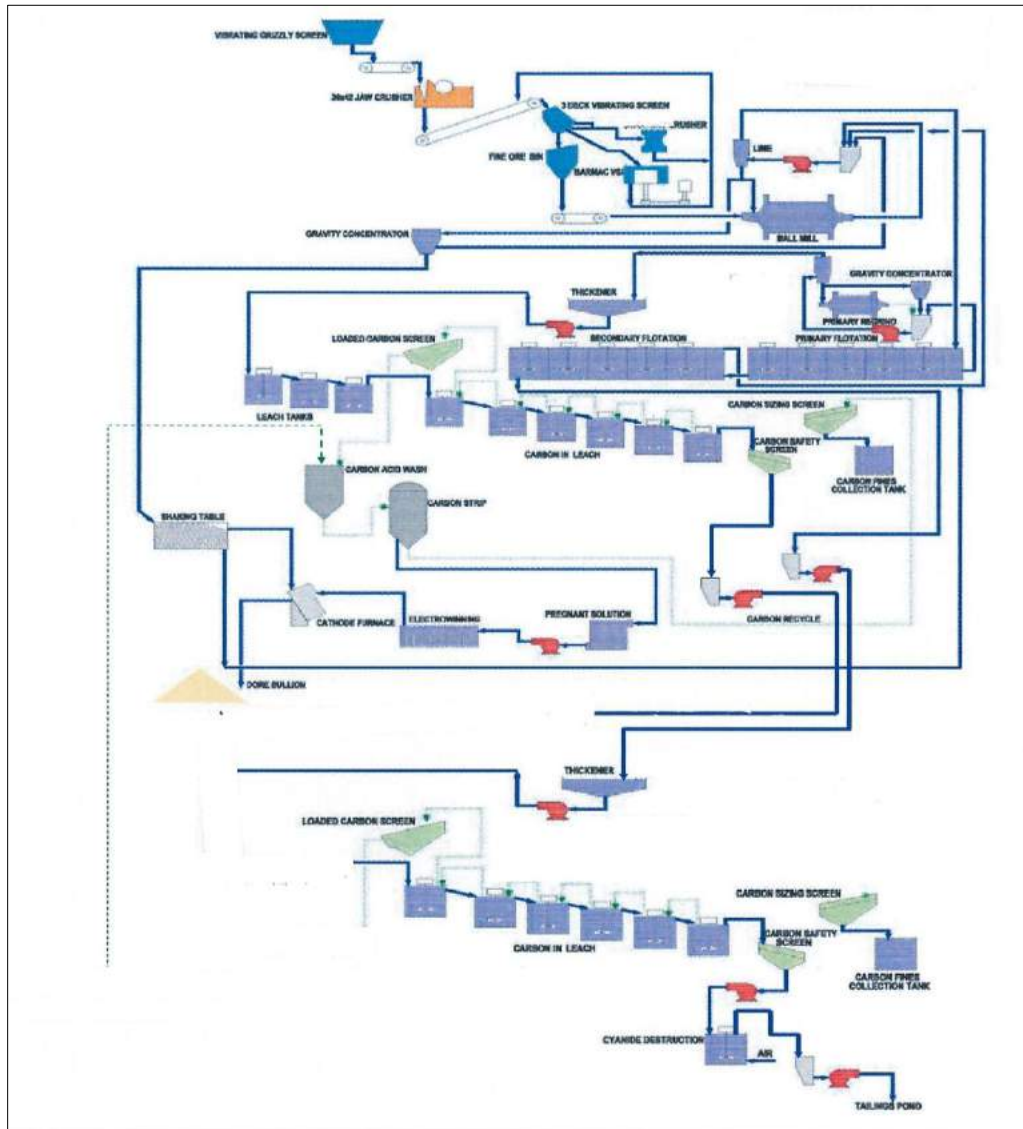 VIBRATING GRIZZLY SCREEN
JAW CRUSHER
3 DECK VIBRATING SCREEN
CRUSHER
FINE ORE BIN
BARMAC VSI
LIME
BALL MILL
GRAVITY CONCENTRATOR
GRAVITY CONCENTRATOR
THICKENER
PRIMARY REGRIND
LOADED CARBON SCREEN
SECONDARY FLOTATION
PRIMARY FLOTATION
LEACH TANKS
CARBON SIZING SCREEN
CARBON SAFETY
SCREEN
CARBON IN LEACH
CARBON ACID WASH
CARBON FINES
COLLECTION TANK
CARBON STRIP
SHAKING TABLE
CATHODE FURNACE
ELECTROWINNING
PREGNANT SOLUTION
CARBON RECYCLE
DORE BULLION
THICKENER
LOADED CARBON SCREEN
CARBON SIZING SCREEN
CARBON SAFETY
SCREEN
CARBON IN LEACH
CARBON FINES
COLLECTION TANK
CYANIDE DESTRUCTION
AIR
TAILINGS POND